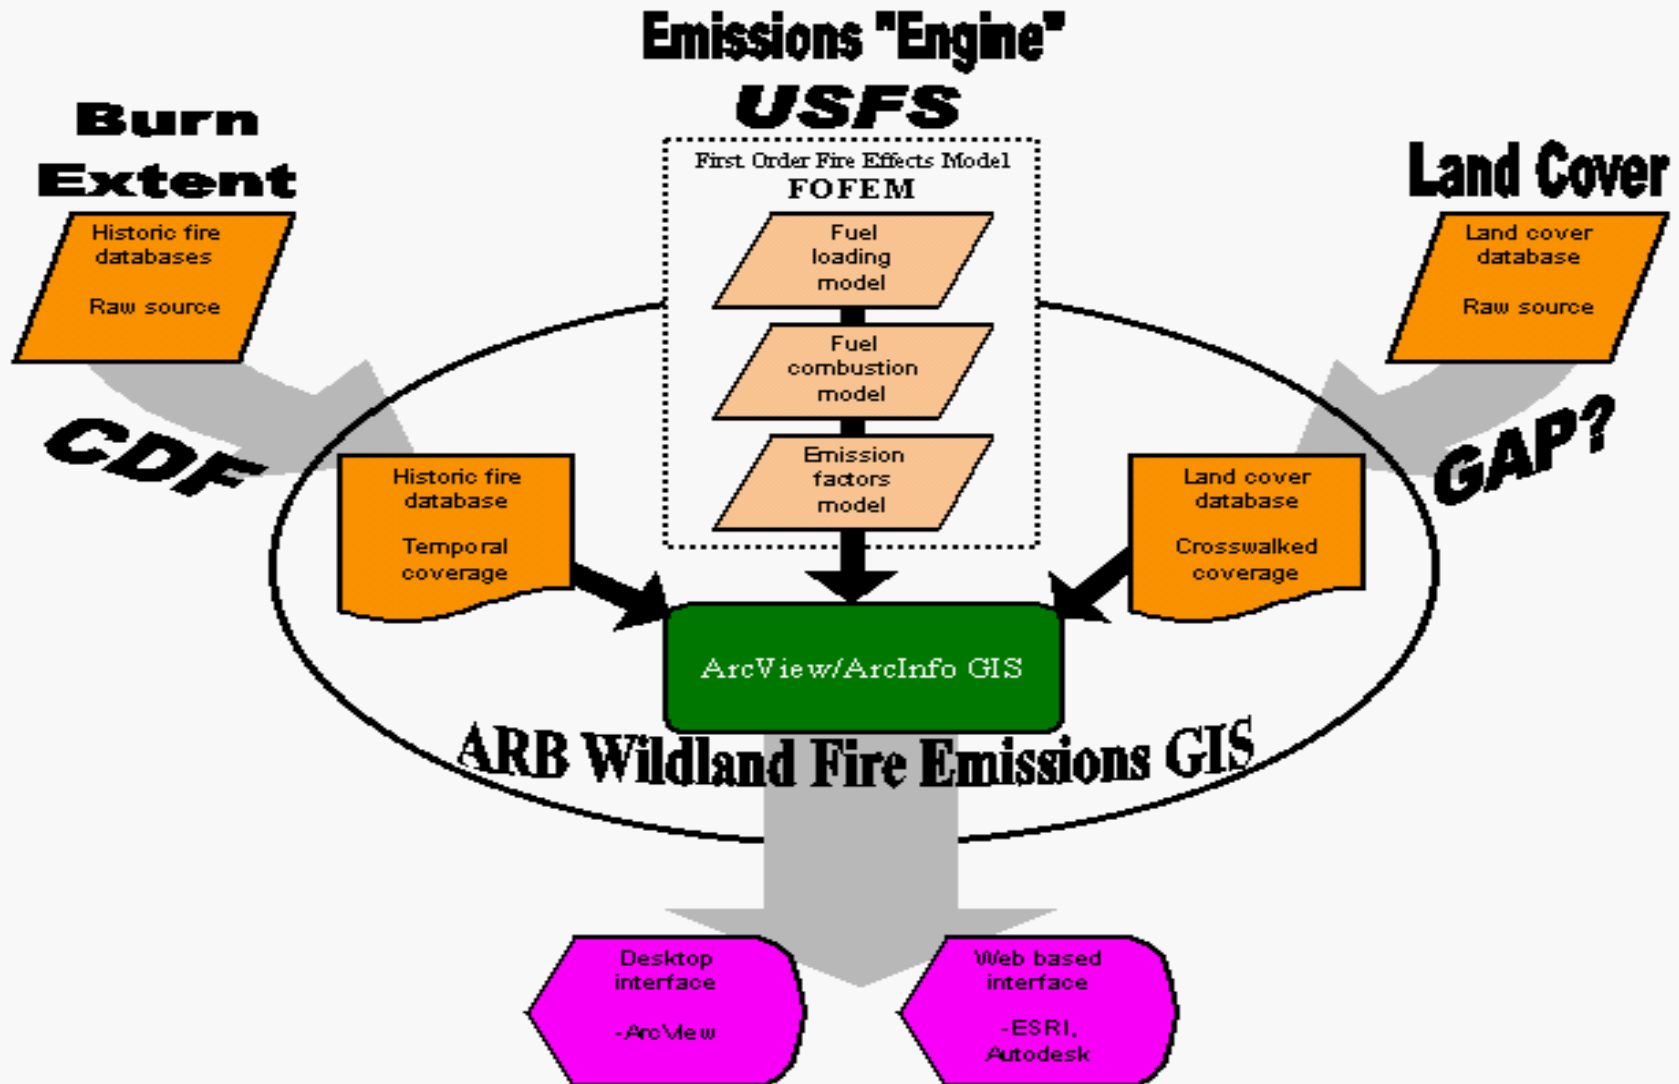 Emissions "Engine"
USFS
Burn
Extent
Land Cover
First Order Fire Effects Model
FOFEM
Historic fire
databases
Raw source
Fuel
loading
model
Land cover
database
Raw source
Fuel
combustion
model
CDF
GAP?
Emission
factors
model
Historic fire
database
Temporal
coverage
Land cover
database
Crosswalked
coverage
ArcView/ArcInfo GIS
ARB Wildland Fire Emissions GIS
Desktop
interface
-ArcView
Web based
interface
-ESRI,
Autodesk